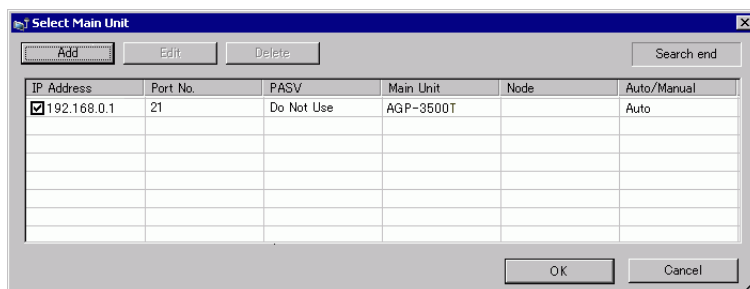 Select Main Unit
Add Edit Delete Search end
IP Address Port No. PASV Main Unit Node Auto/Manual
192.168.0.1 21 Do Not Use AGP-3500T Auto
OK Cancel